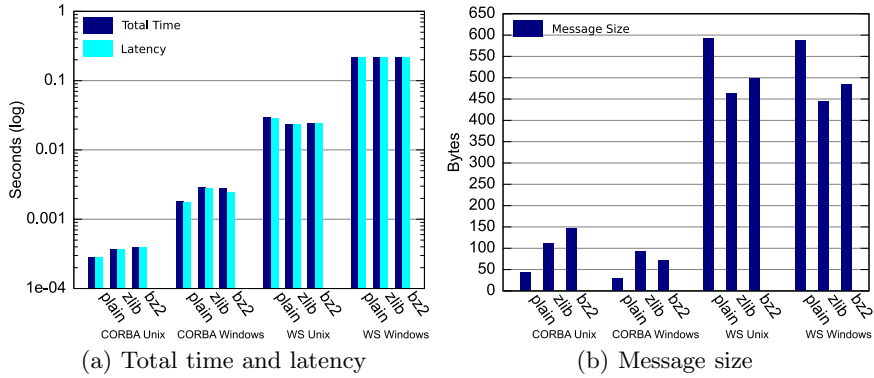 1
0.1
0.01
0.001
1e-04
Seconds (log)
Total Time
Latency
plain
zlib
bz2
plain
zlib
bz2
plain
zlib
bz2
plain
zlib
bz2
CORBA Unix
CORBA Windows
WS Unix
WS Windows
(a) Total time and latency
650
600
550
500
450
400
350
300
250
200
150
100
50
0
Bytes
Message Size
plain
zlib
bz2
plain
zlib
bz2
plain
zlib
bz2
plain
zlib
bz2
CORBA Unix
CORBA Windows
WS Unix
WS Windows
(b) Message size